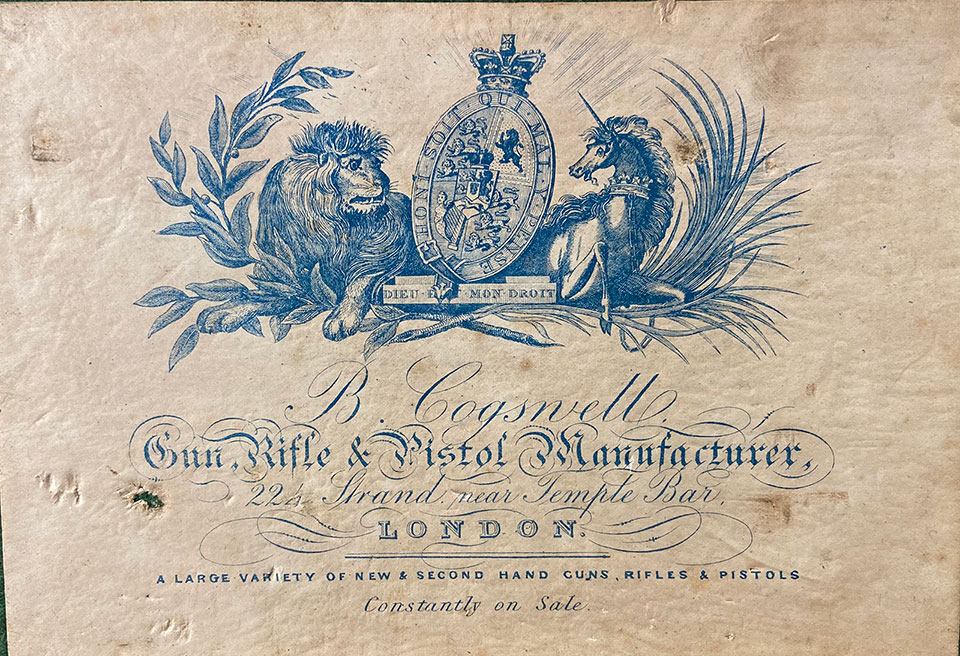 HONI · SOIT · QUI · MAL · Y · PENSE
DIEU · ET · MON · DROIT
B. Cogswell,
Gun, Rifle & Pistol Manufacturer,
224 Strand, near Temple Bar,
LONDON.
A LARGE VARIETY OF NEW & SECOND HAND GUNS, RIFLES & PISTOLS
Constantly on Sale.